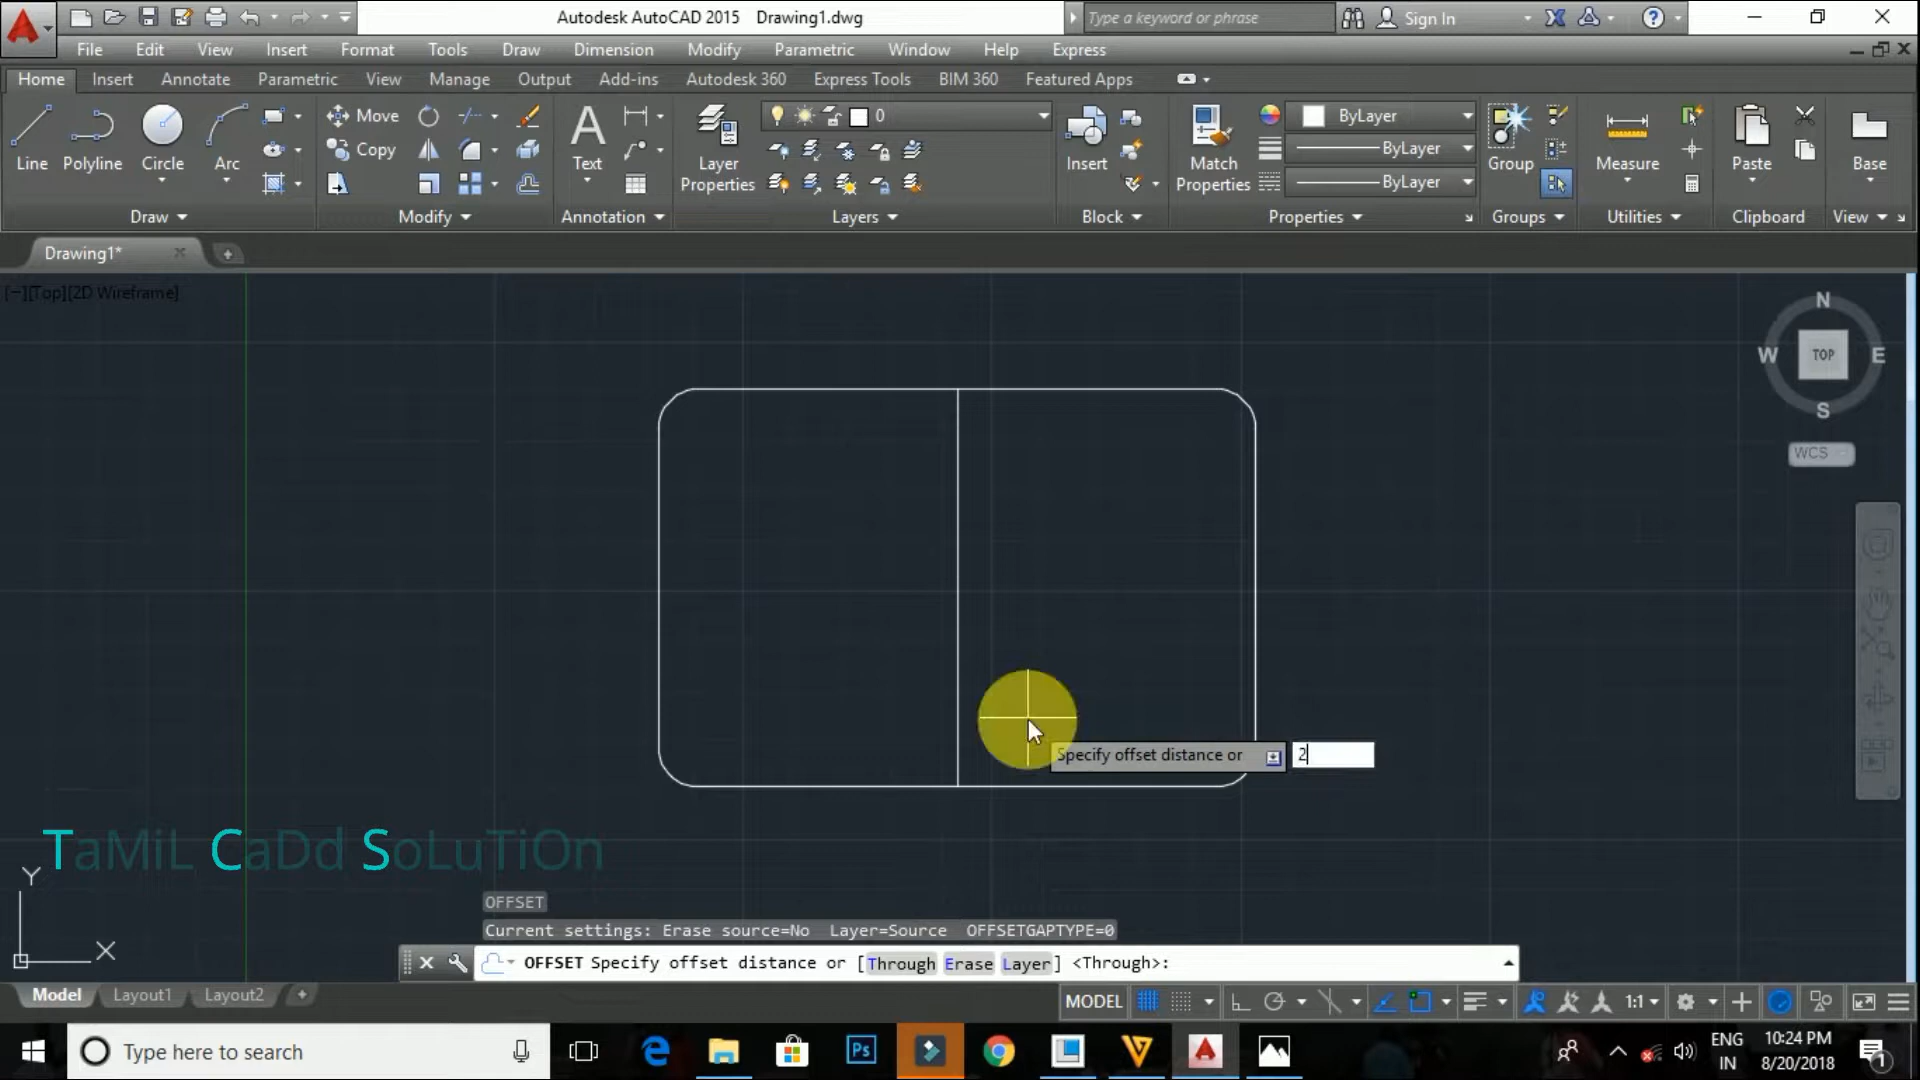 Autodesk AutoCAD 2015 Drawing1.dwg
Type a keyword or phrase
Sign In
File Edit View Insert Format Tools Draw Dimension Modify Parametric Window Help Express
Home Insert Annotate Parametric View Manage Output Add-ins Autodesk 360 Express Tools BIM 360 Featured Apps
Move
0
ByLayer
Copy
ByLayer
Line Polyline Circle Arc Text Layer Properties Insert Match Properties Group Measure Paste Base
ByLayer
Draw Modify Annotation Layers Block Properties Groups Utilities Clipboard View
Drawing1*
[−][Top][2D Wireframe]
N
W TOP E
S
WCS
Specify offset distance or 2
TaMiL CaDd SoLuTiOn
Y
X
OFFSET
Current settings: Erase source=No Layer=Source OFFSETGAPTYPE=0
OFFSET Specify offset distance or [Through Erase Layer] <Through>:
Model Layout1 Layout2
MODEL
1:1
Type here to search
Ps
ENG
IN
10:24 PM
8/20/2018
1